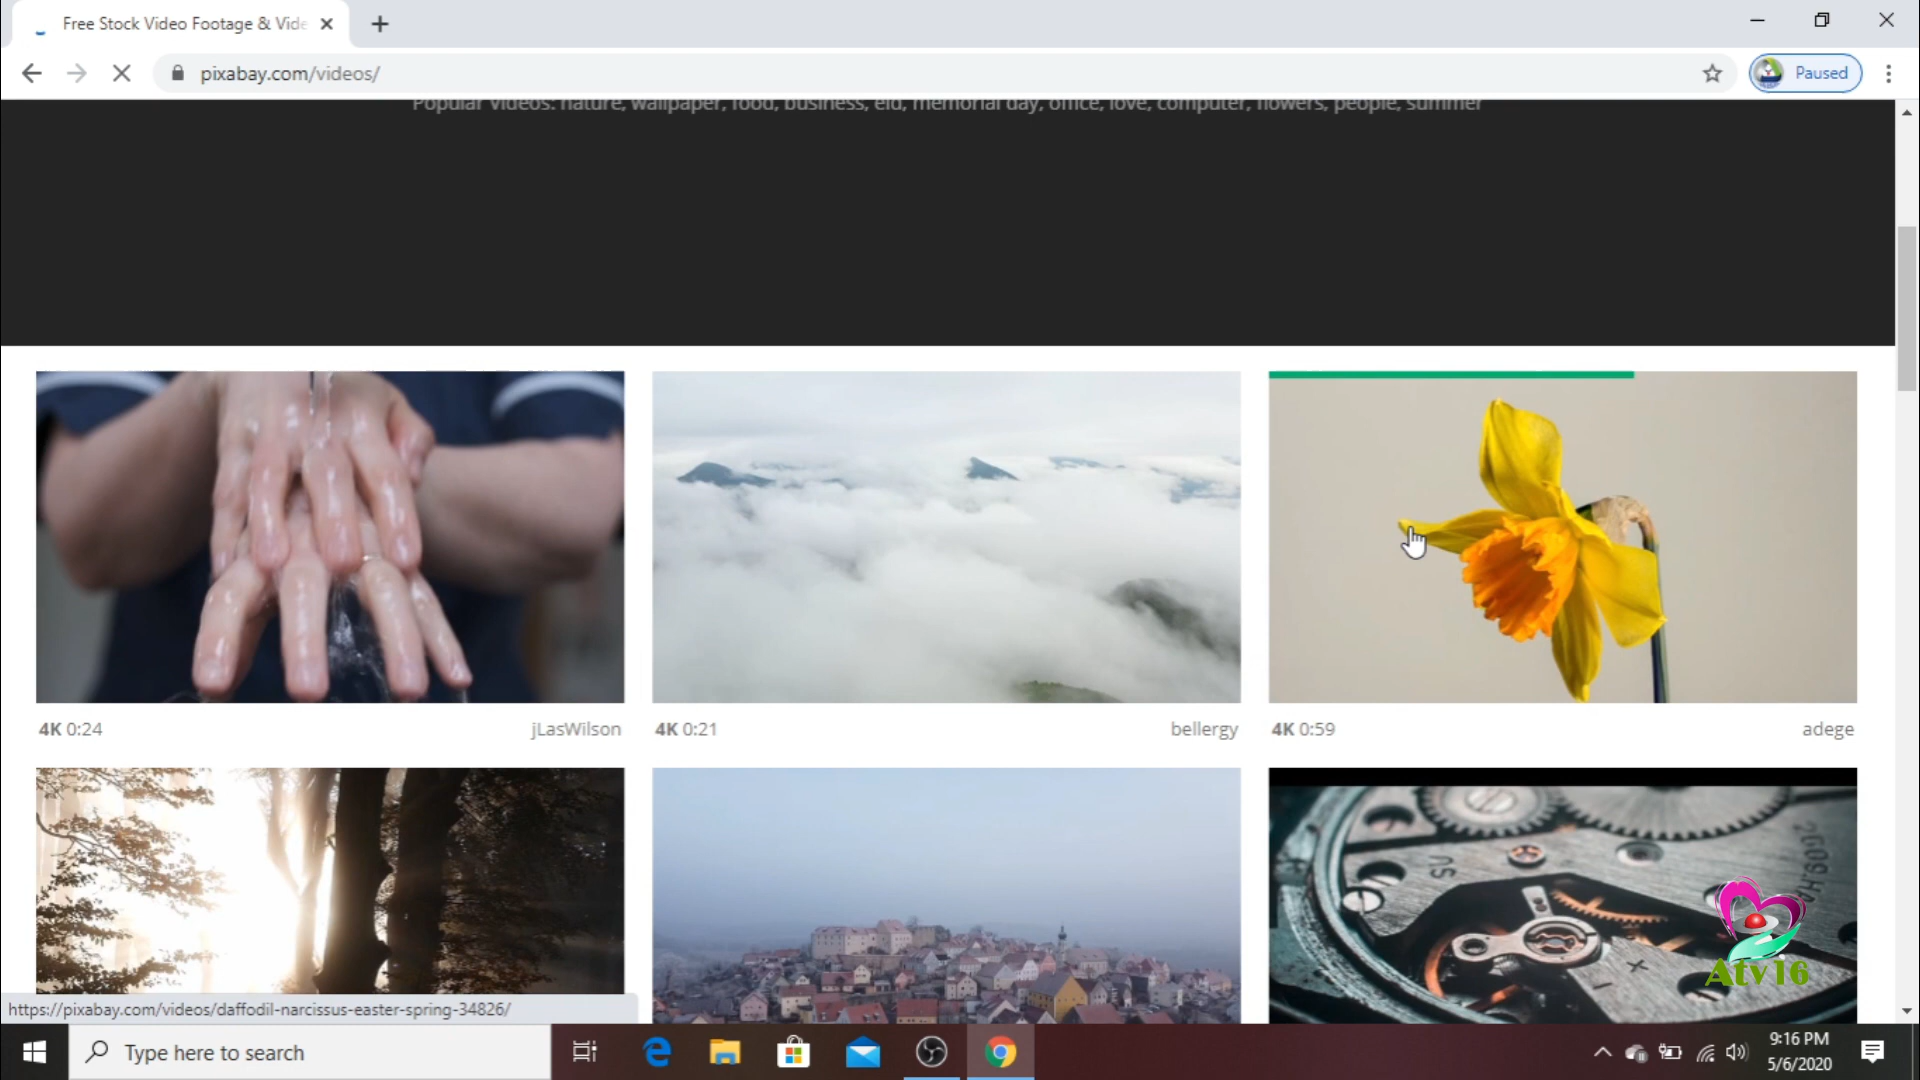 Free Stock Video Footage & Vide
pixabay.com/videos/
Paused
Popular Videos: nature, wallpaper, food, business, eid, memorial day, office, love, computer, flowers, people, summer
4K 0:24
jLasWilson
4K 0:21
bellergy
4K 0:59
adege
Atv16
https://pixabay.com/videos/daffodil-narcissus-easter-spring-34826/
Type here to search
9:16 PM
5/6/2020